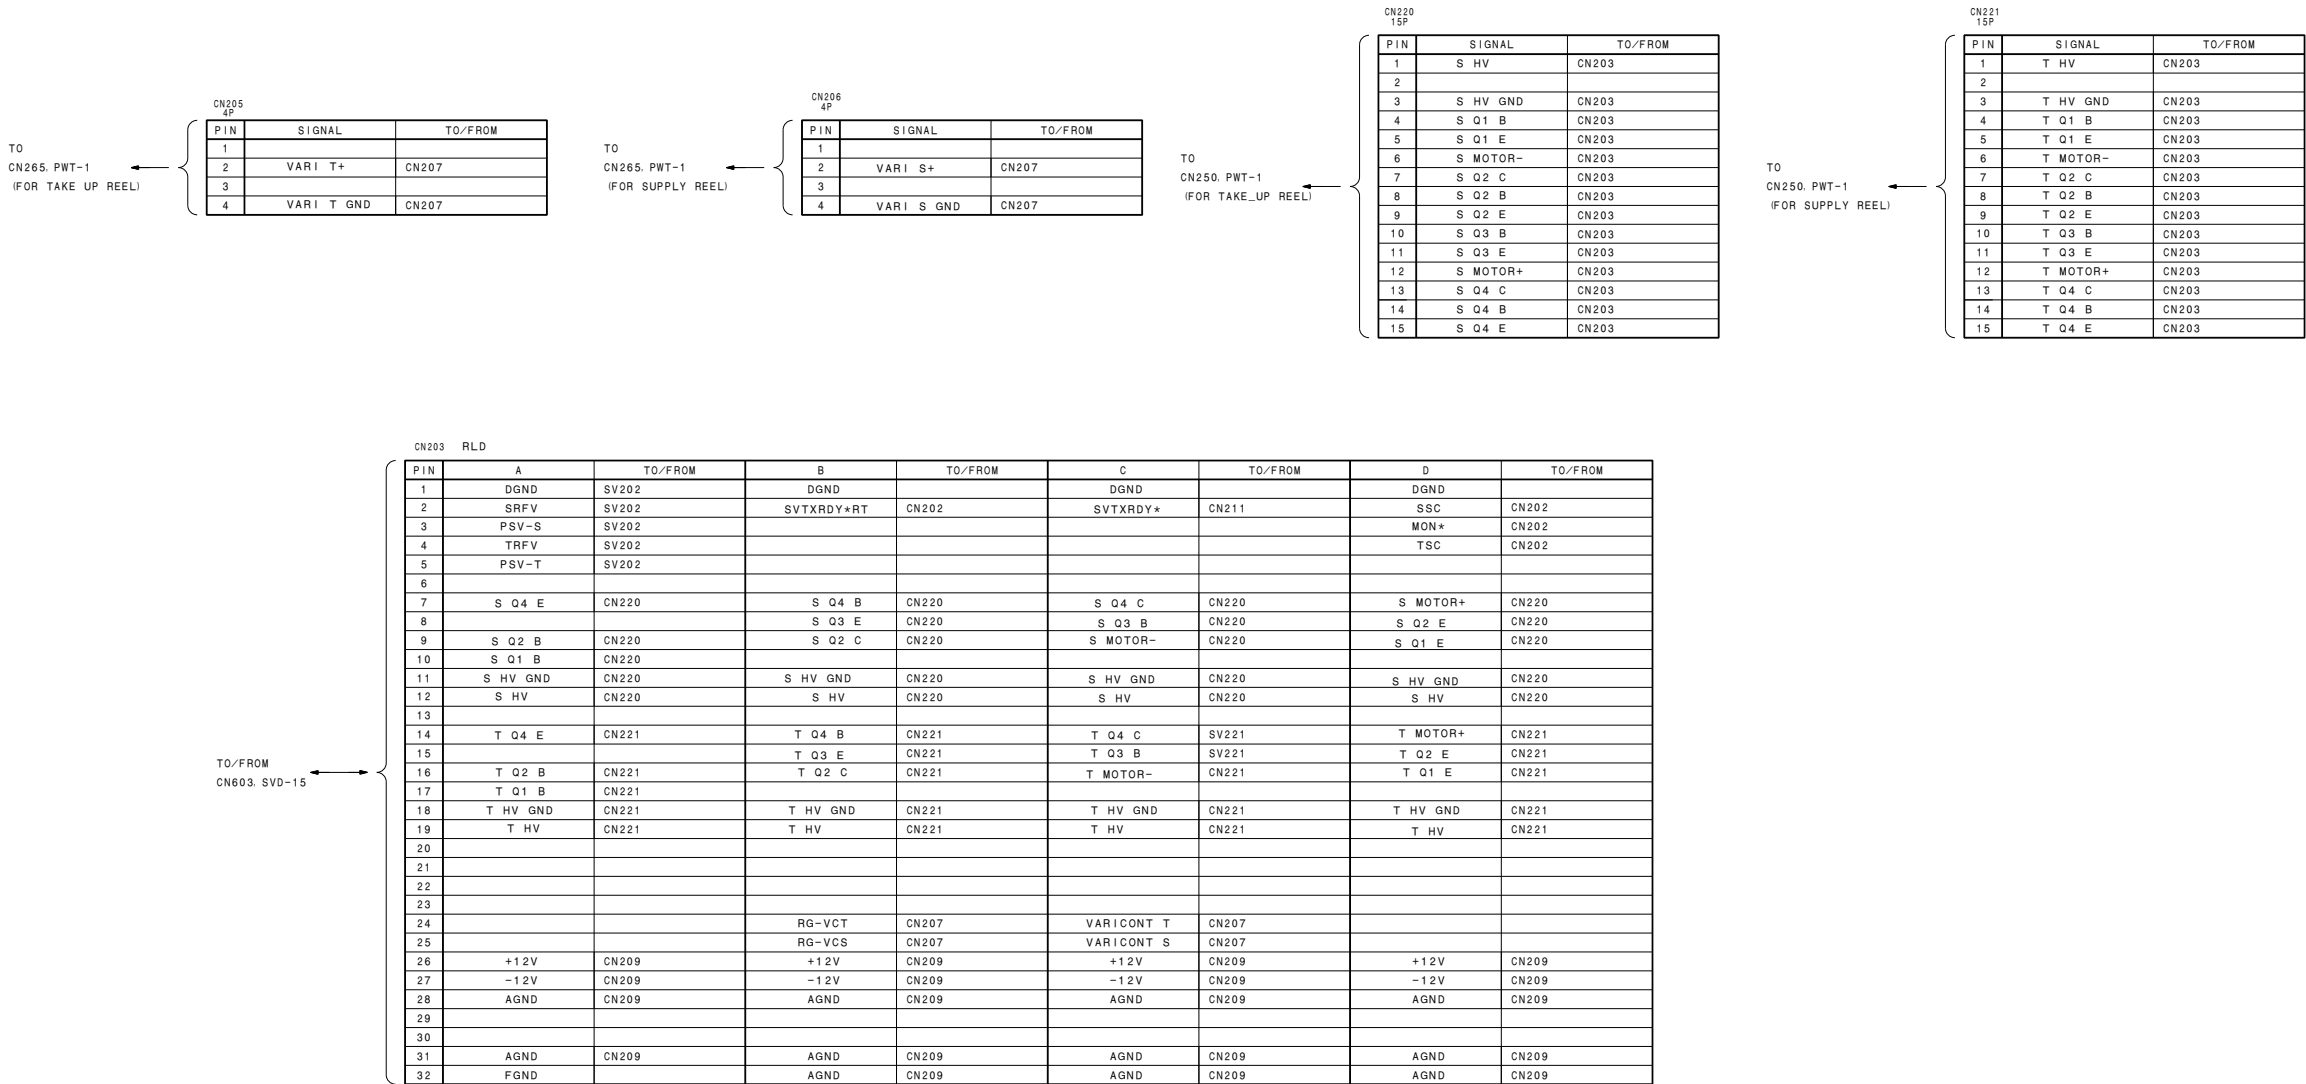 CN205
4P
TO
CN265, PWT-1
(FOR TAKE UP REEL)
PIN SIGNAL TO/FROM
1
2 VARI T+ CN207
3
4 VARI T GND CN207
CN206
4P
TO
CN265, PWT-1
(FOR SUPPLY REEL)
PIN SIGNAL TO/FROM
1
2 VARI S+ CN207
3
4 VARI S GND CN207
CN220
15P
TO
CN250, PWT-1
(FOR TAKE_UP REEL)
PIN SIGNAL TO/FROM
1 S HV CN203
2
3 S HV GND CN203
4 S Q1 B CN203
5 S Q1 E CN203
6 S MOTOR- CN203
7 S Q2 C CN203
8 S Q2 B CN203
9 S Q2 E CN203
10 S Q3 B CN203
11 S Q3 E CN203
12 S MOTOR+ CN203
13 S Q4 C CN203
14 S Q4 B CN203
15 S Q4 E CN203
CN221
15P
TO
CN250, PWT-1
(FOR SUPPLY REEL)
PIN SIGNAL TO/FROM
1 T HV CN203
2
3 T HV GND CN203
4 T Q1 B CN203
5 T Q1 E CN203
6 T MOTOR- CN203
7 T Q2 C CN203
8 T Q2 B CN203
9 T Q2 E CN203
10 T Q3 B CN203
11 T Q3 E CN203
12 T MOTOR+ CN203
13 T Q4 C CN203
14 T Q4 B CN203
15 T Q4 E CN203
CN203 RLD
TO/FROM
CN603, SVD-15
PIN A TO/FROM B TO/FROM C TO/FROM D TO/FROM
1 DGND SV202 DGND DGND DGND
2 SRFV SV202 SVTXRDY*RT CN202 SVTXRDY* CN211 SSC CN202
3 PSV-S SV202 MON* CN202
4 TRFV SV202 TSC CN202
5 PSV-T SV202
6
7 S Q4 E CN220 S Q4 B CN220 S Q4 C CN220 S MOTOR+ CN220
8 S Q3 E CN220 S Q3 B CN220 S Q2 E CN220
9 S Q2 B CN220 S Q2 C CN220 S MOTOR- CN220 S Q1 E CN220
10 S Q1 B CN220
11 S HV GND CN220 S HV GND CN220 S HV GND CN220 S HV GND CN220
12 S HV CN220 S HV CN220 S HV CN220 S HV CN220
13
14 T Q4 E CN221 T Q4 B CN221 T Q4 C SV221 T MOTOR+ CN221
15 T Q3 E CN221 T Q3 B SV221 T Q2 E CN221
16 T Q2 B CN221 T Q2 C CN221 T MOTOR- CN221 T Q1 E CN221
17 T Q1 B CN221
18 T HV GND CN221 T HV GND CN221 T HV GND CN221 T HV GND CN221
19 T HV CN221 T HV CN221 T HV CN221 T HV CN221
20
21
22
23
24 RG-VCT CN207 VARICONT T CN207
25 RG-VCS CN207 VARICONT S CN207
26 +12V CN209 +12V CN209 +12V CN209 +12V CN209
27 -12V CN209 -12V CN209 -12V CN209 -12V CN209
28 AGND CN209 AGND CN209 AGND CN209 AGND CN209
29
30
31 AGND CN209 AGND CN209 AGND CN209 AGND CN209
32 FGND AGND CN209 AGND CN209 AGND CN209